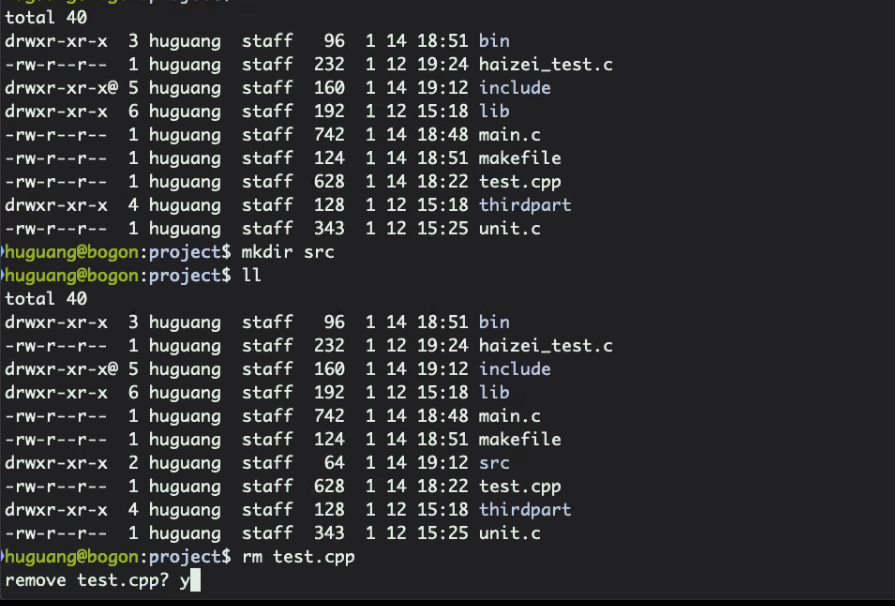 total 40
drwxr-xr-x  3 huguang  staff   96  1 14 18:51 bin
-rw-r--r--  1 huguang  staff  232  1 12 19:24 haizei_test.c
drwxr-xr-x@ 5 huguang  staff  160  1 14 19:12 include
drwxr-xr-x  6 huguang  staff  192  1 12 15:18 lib
-rw-r--r--  1 huguang  staff  742  1 14 18:48 main.c
-rw-r--r--  1 huguang  staff  124  1 14 18:51 makefile
-rw-r--r--  1 huguang  staff  628  1 14 18:22 test.cpp
drwxr-xr-x  4 huguang  staff  128  1 12 15:18 thirdpart
-rw-r--r--  1 huguang  staff  343  1 12 15:25 unit.c
huguang@bogon:project$ mkdir src
huguang@bogon:project$ ll
total 40
drwxr-xr-x  3 huguang  staff   96  1 14 18:51 bin
-rw-r--r--  1 huguang  staff  232  1 12 19:24 haizei_test.c
drwxr-xr-x@ 5 huguang  staff  160  1 14 19:12 include
drwxr-xr-x  6 huguang  staff  192  1 12 15:18 lib
-rw-r--r--  1 huguang  staff  742  1 14 18:48 main.c
-rw-r--r--  1 huguang  staff  124  1 14 18:51 makefile
drwxr-xr-x  2 huguang  staff   64  1 14 19:12 src
-rw-r--r--  1 huguang  staff  628  1 14 18:22 test.cpp
drwxr-xr-x  4 huguang  staff  128  1 12 15:18 thirdpart
-rw-r--r--  1 huguang  staff  343  1 12 15:25 unit.c
huguang@bogon:project$ rm test.cpp
remove test.cpp? y